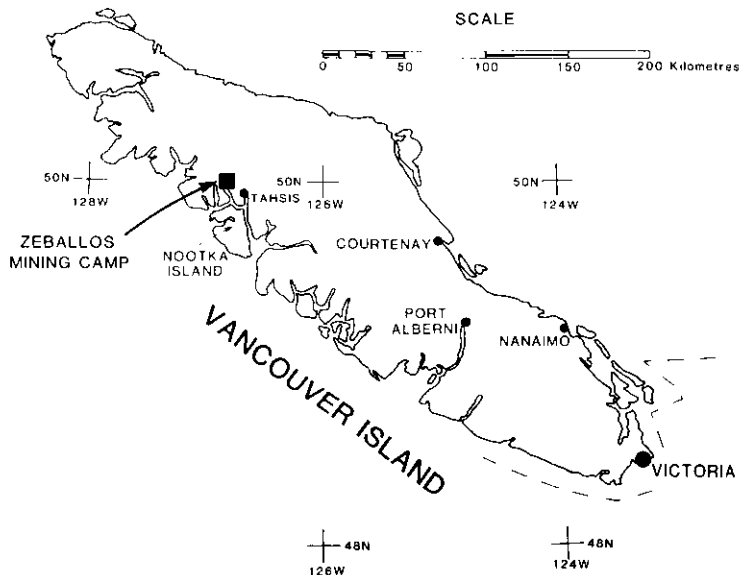 SCALE
0 50 100 150 200 Kilometres
50N
128W
50N
126W
50N
124W
TAHSIS
ZEBALLOS
MINING CAMP
NOOTKA
ISLAND
COURTENAY
PORT
ALBERNI
NANAIMO
VANCOUVER ISLAND
VICTORIA
48N
126W
48N
124W